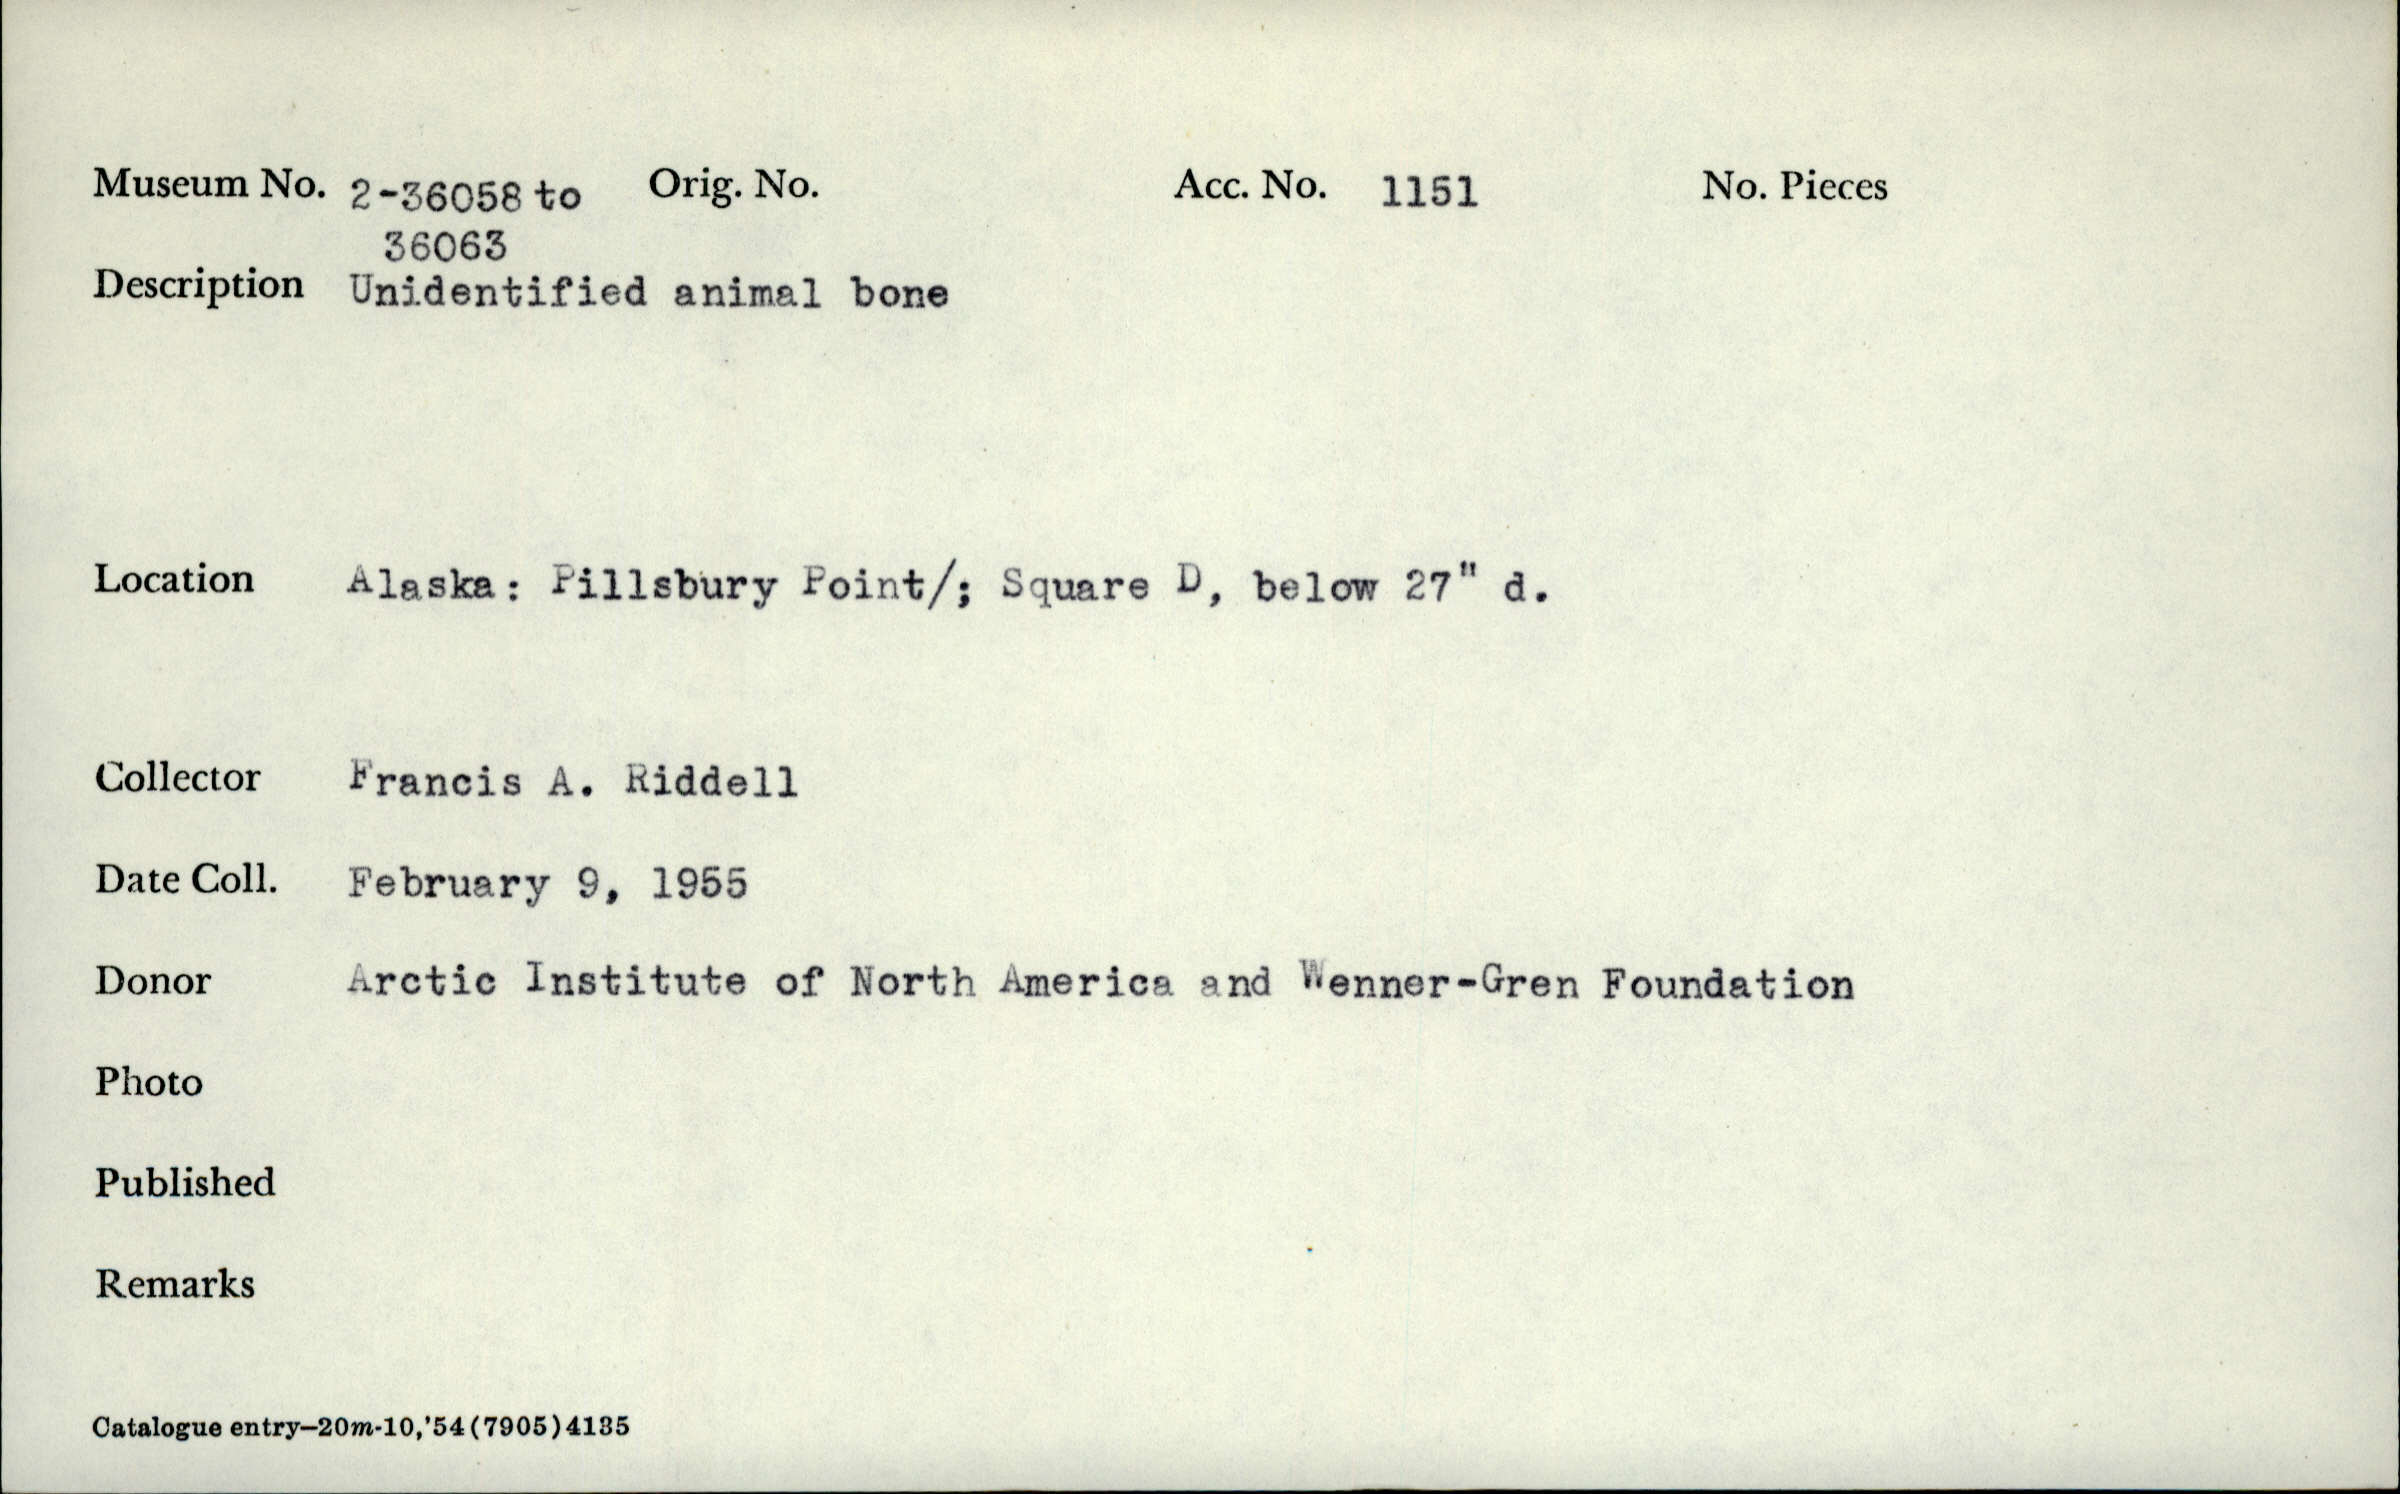 Museum No. 2-36058 to Orig. No. Acc. No. 1151 No. Pieces
36063
Description Unidentified animal bone
Location Alaska: Pillsbury Point/; Square D, below 27" d.
Collector Francis A. Riddell
Date Coll. February 9, 1955
Donor Arctic Institute of North America and Wenner-Gren Foundation
Photo
Published
Remarks
Catalogue entry—20m-10,'54(7905)4135